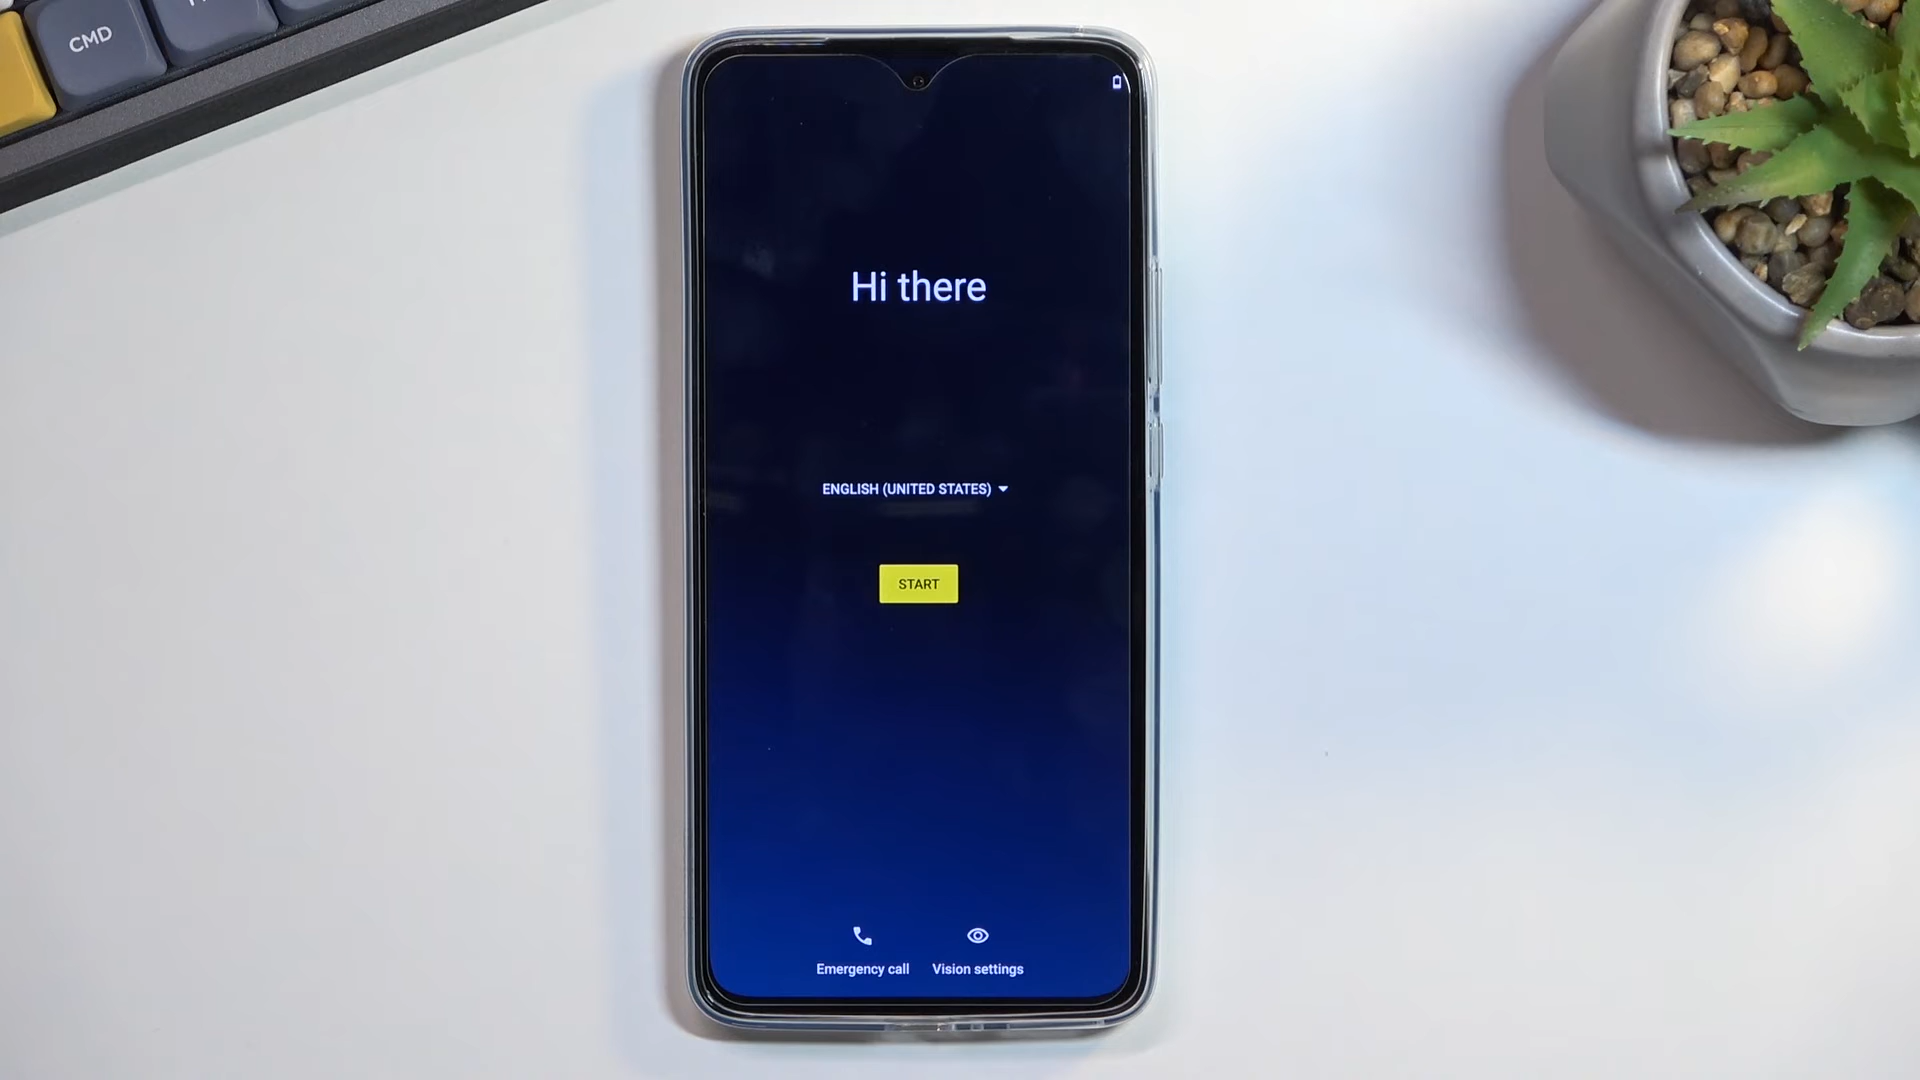 CMD
Hi there
ENGLISH (UNITED STATES)
START
Emergency call
Vision settings